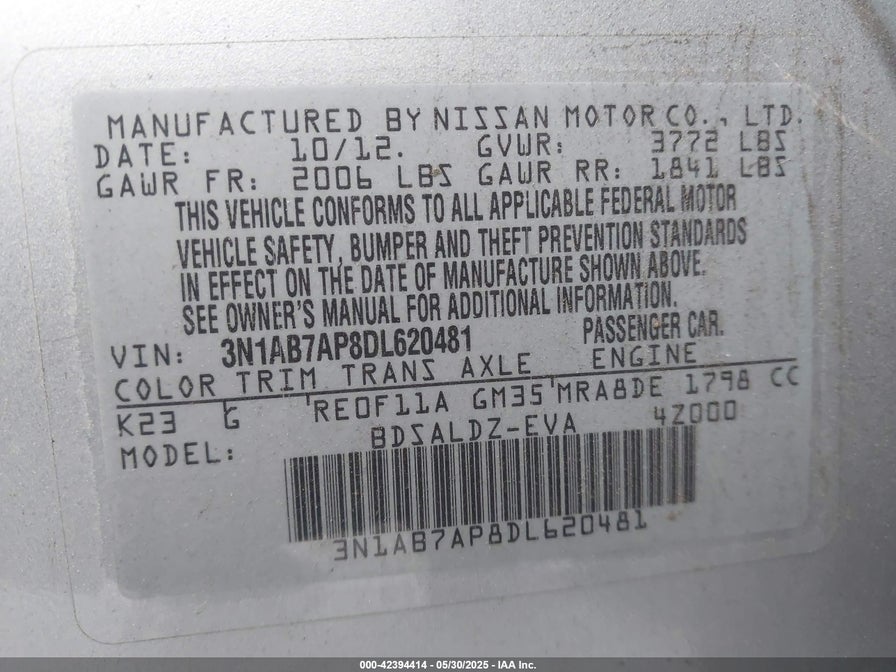 MANUFACTURED BY NISSAN MOTOR CO., LTD.
DATE: 10/12. GVWR: 3772 LBS
GAWR FR: 2006 LBS GAWR RR: 1841 LBS
THIS VEHICLE CONFORMS TO ALL APPLICABLE FEDERAL MOTOR
VEHICLE SAFETY, BUMPER AND THEFT PREVENTION STANDARDS
IN EFFECT ON THE DATE OF MANUFACTURE SHOWN ABOVE.
SEE OWNER'S MANUAL FOR ADDITIONAL INFORMATION.
VIN: 3N1AB7AP8DL620481 PASSENGER CAR.
COLOR TRIM TRANS AXLE ENGINE
K23 G RE0F11A GM35 MRA8DE 1798 CC
MODEL: BDSALDZ-EVA 4Z000
3N1AB7AP8DL620481
000-42394414 - 05/30/2025 - IAA Inc.